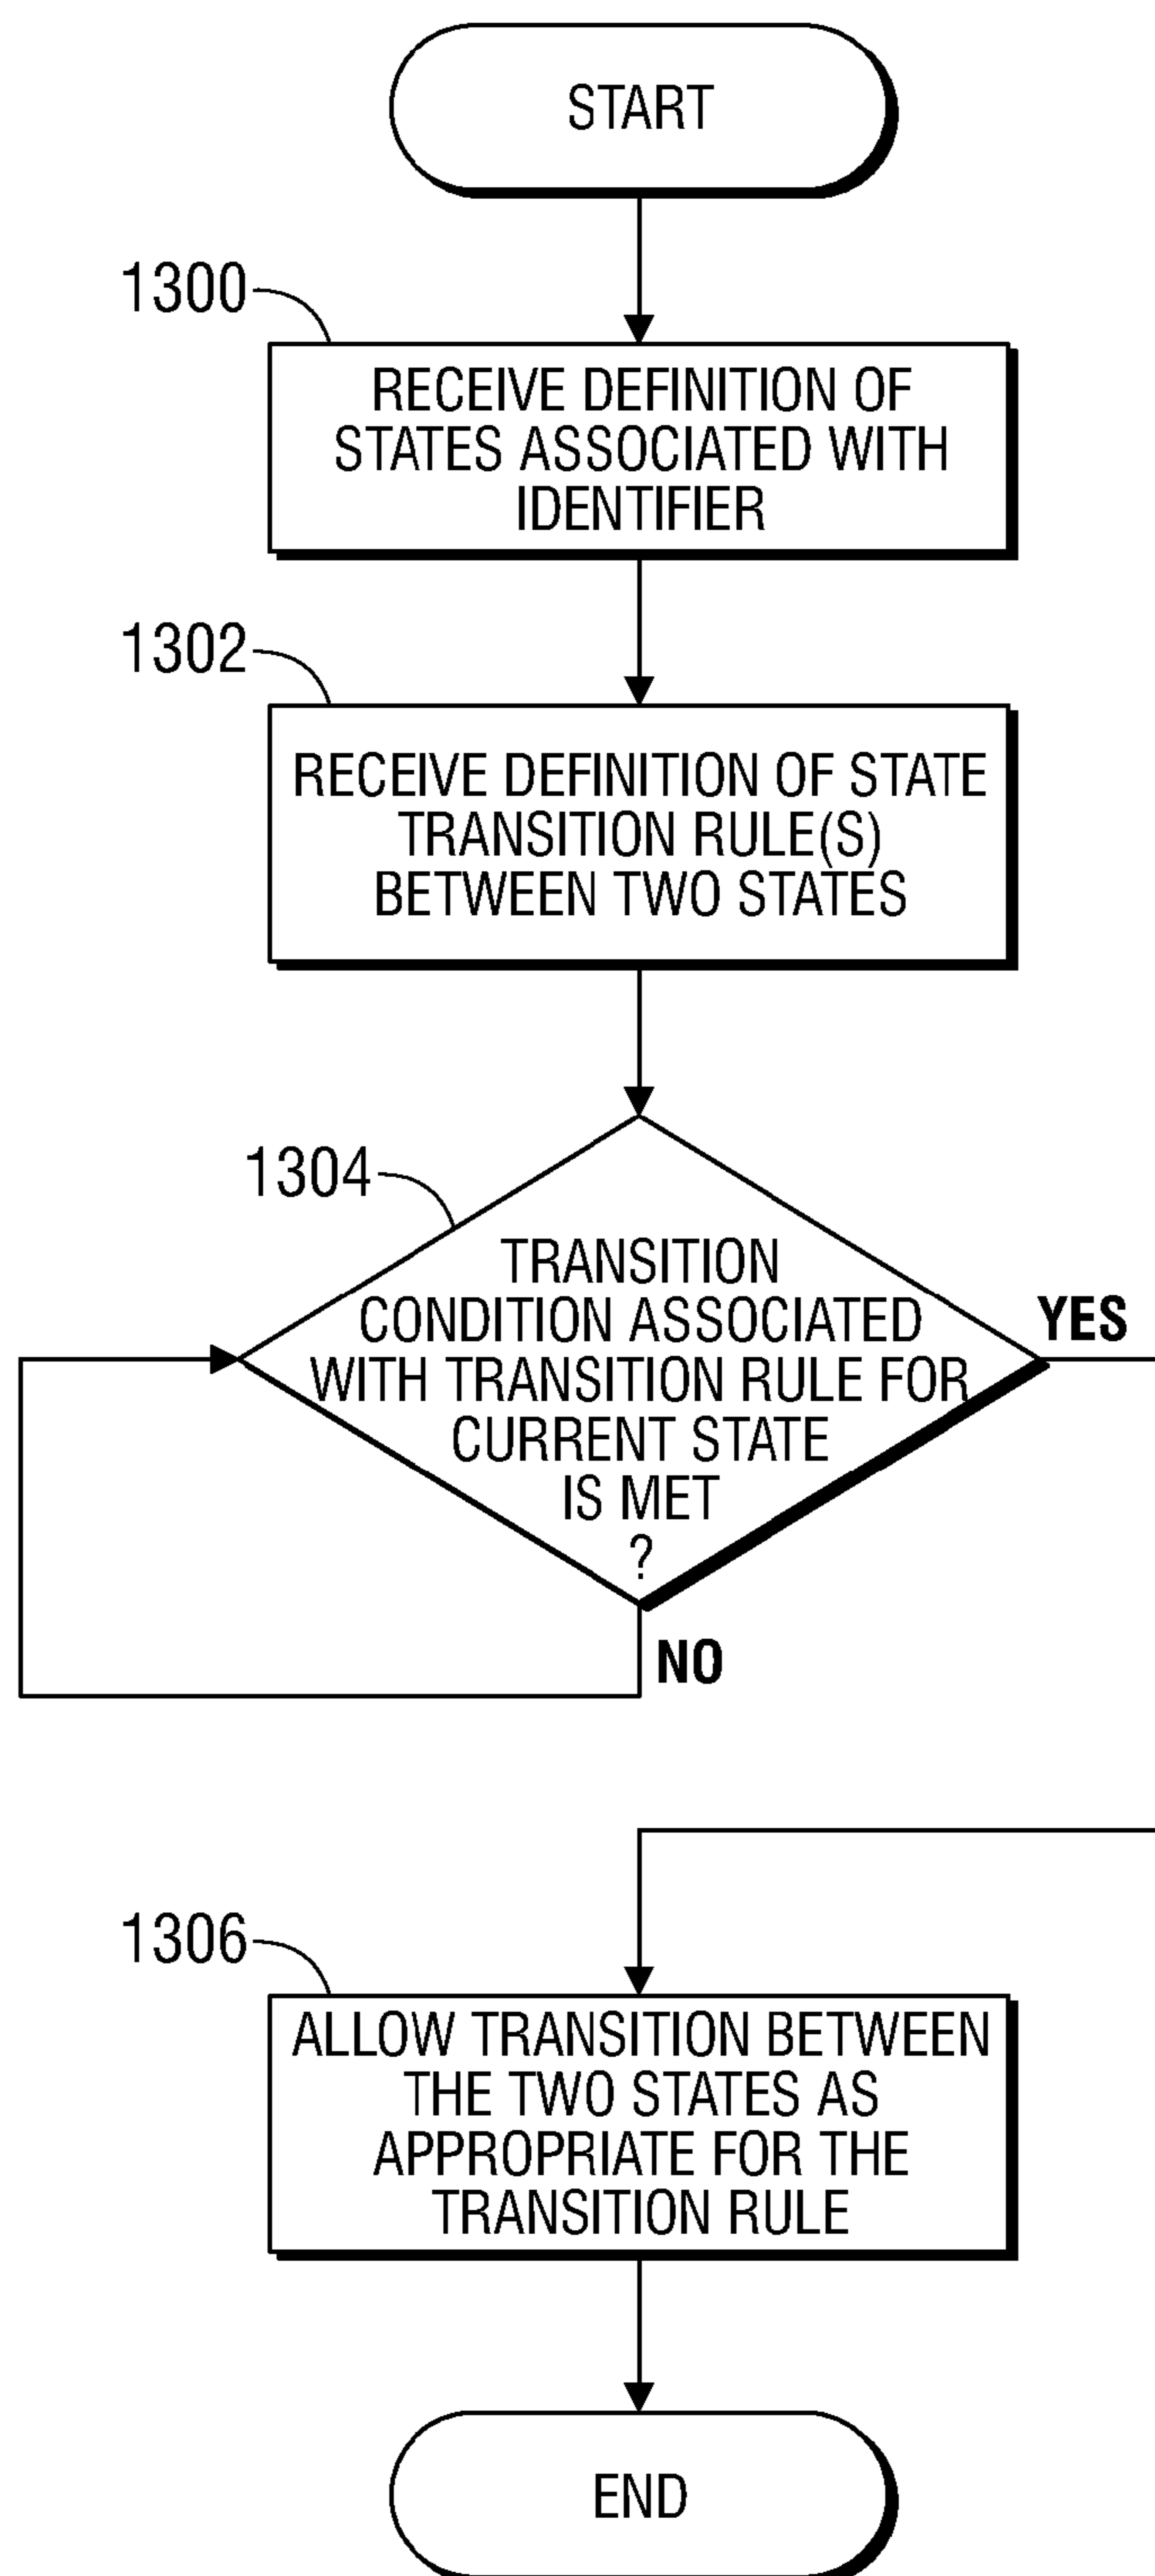 START
1300
RECEIVE DEFINITION OF
STATES ASSOCIATED WITH
IDENTIFIER
1302
RECEIVE DEFINITION OF STATE
TRANSITION RULE(S)
BETWEEN TWO STATES
1304
TRANSITION
CONDITION ASSOCIATED
WITH TRANSITION RULE FOR
CURRENT STATE
IS MET
?
YES
NO
1306
ALLOW TRANSITION BETWEEN
THE TWO STATES AS
APPROPRIATE FOR THE
TRANSITION RULE
END